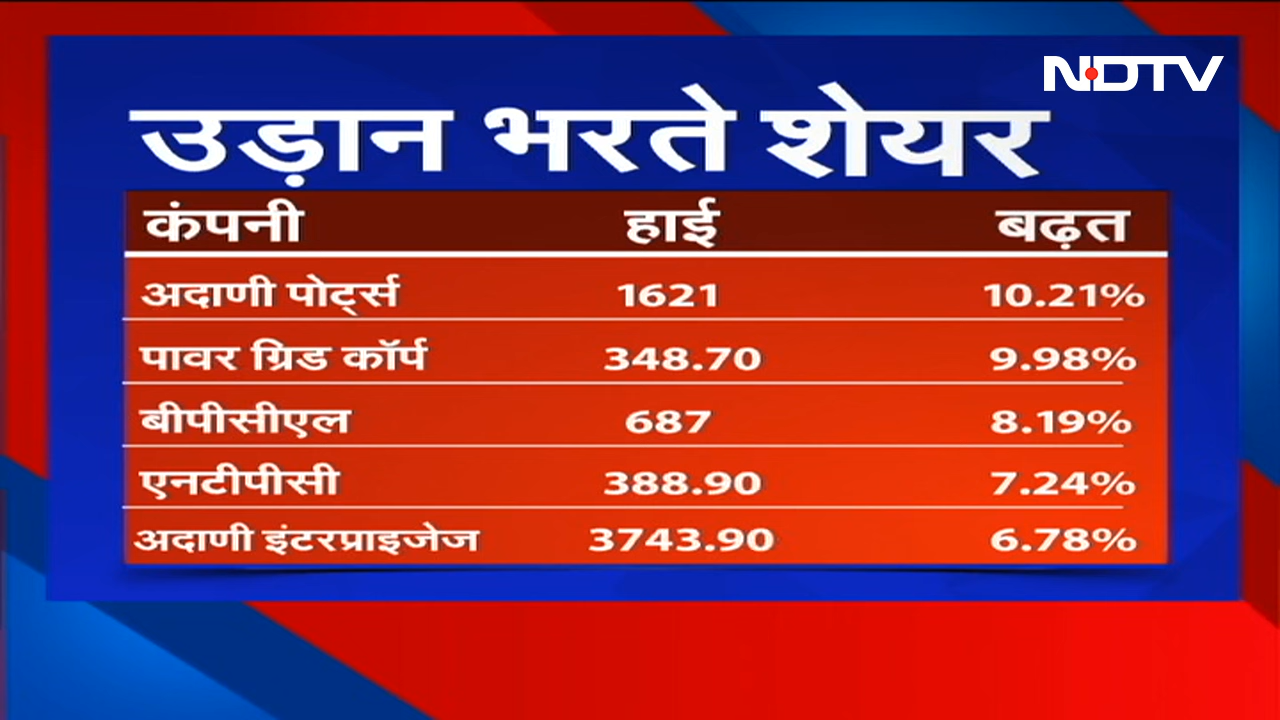 NDTV
उड़ान भरते शेयर
कंपनी हाई बढ़त
अदाणी पोर्ट्स 1621 10.21%
पावर ग्रिड कॉर्प 348.70 9.98%
बीपीसीएल 687 8.19%
एनटीपीसी 388.90 7.24%
अदाणी इंटरप्राइजेज 3743.90 6.78%